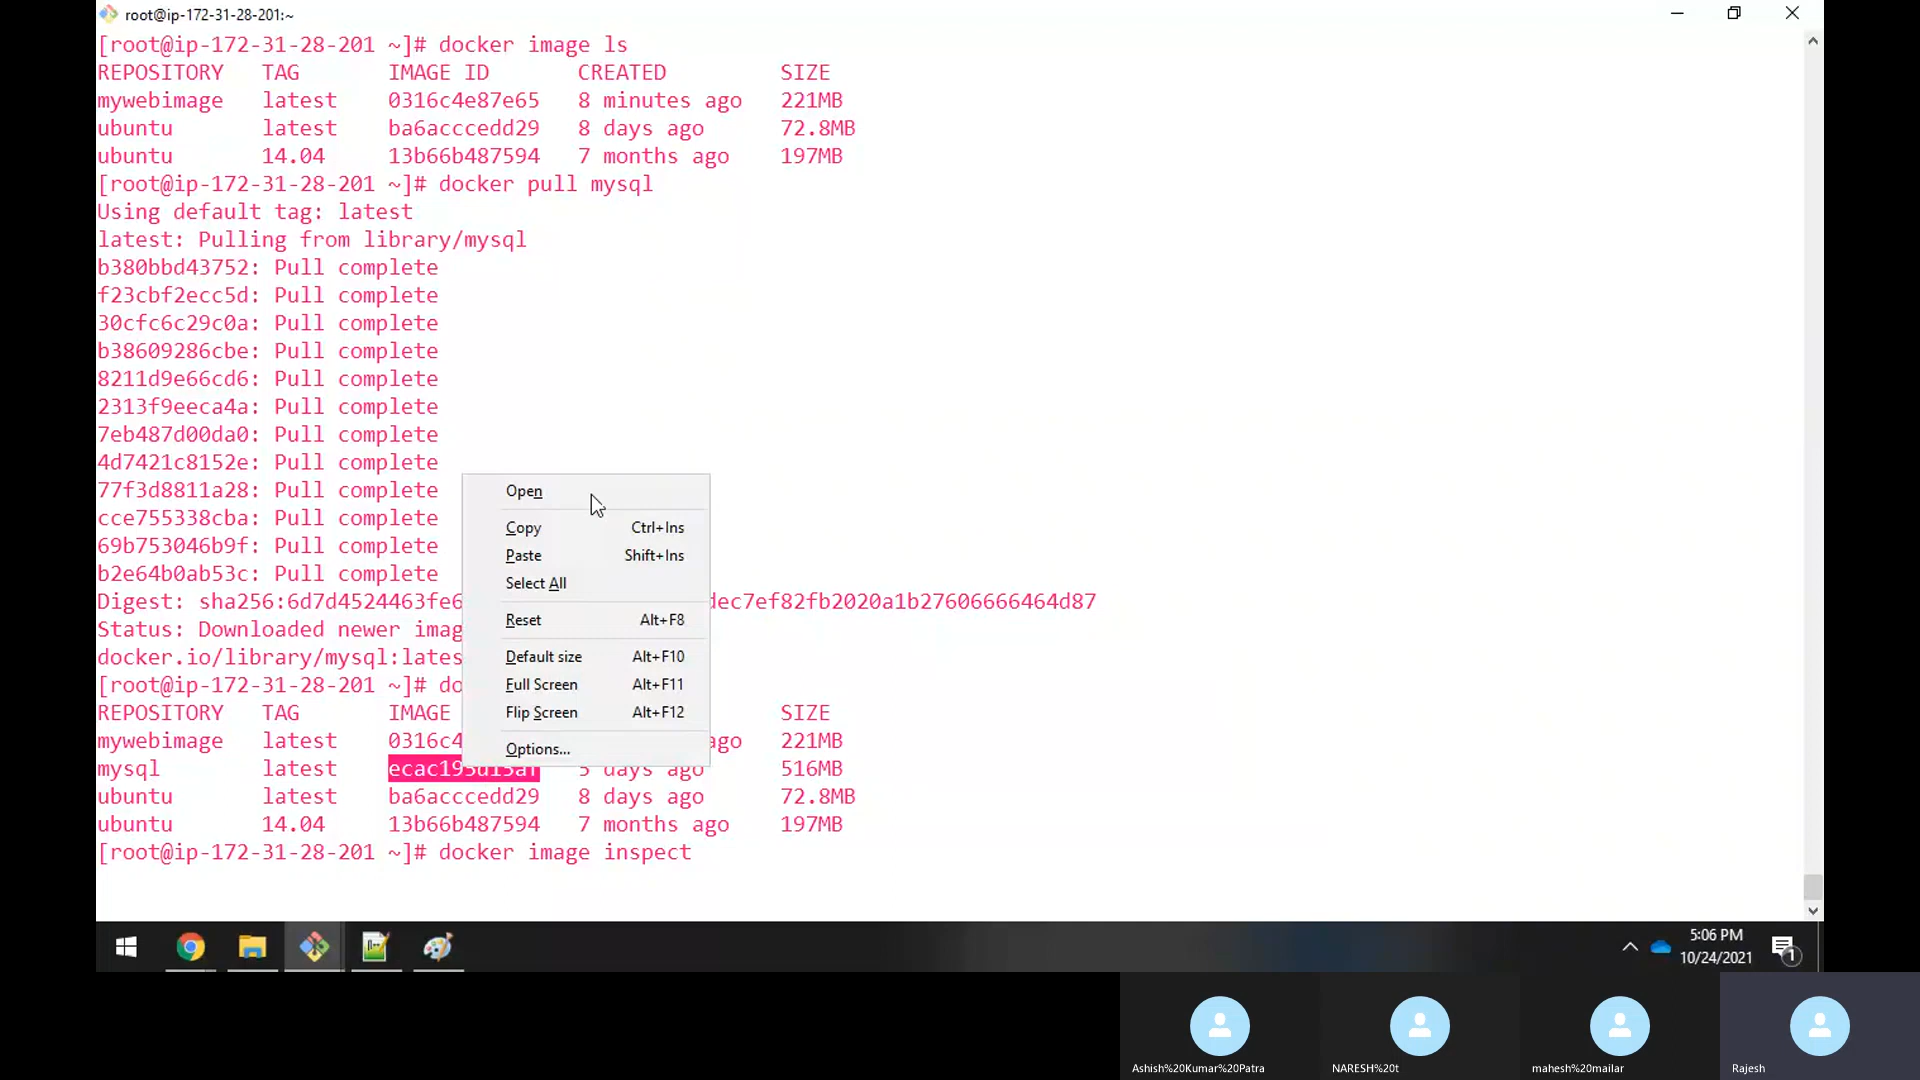 root@ip-172-31-28-201:~
[root@ip-172-31-28-201 ~]# docker image ls
REPOSITORY TAG IMAGE ID CREATED SIZE
mywebimage latest 0316c4e87e65 8 minutes ago 221MB
ubuntu latest ba6acccedd29 8 days ago 72.8MB
ubuntu 14.04 13b66b487594 7 months ago 197MB
[root@ip-172-31-28-201 ~]# docker pull mysql
Using default tag: latest
latest: Pulling from library/mysql
b380bbd43752: Pull complete
f23cbf2ecc5d: Pull complete
30cfc6c29c0a: Pull complete
b38609286cbe: Pull complete
8211d9e66cd6: Pull complete
2313f9eeca4a: Pull complete
7eb487d00da0: Pull complete
4d7421c8152e: Pull complete
77f3d8811a28: Pull complete
cce755338cba: Pull complete
69b753046b9f: Pull complete
b2e64b0ab53c: Pull complete
Digest: sha256:6d7d4524463fe6 dec7ef82fb2020a1b27606666464d87
Status: Downloaded newer imag
docker.io/library/mysql:lates
[root@ip-172-31-28-201 ~]# do
REPOSITORY TAG IMAGE SIZE
mywebimage latest 0316c4 ago 221MB
mysql latest 5 days ago 516MB
ubuntu latest ba6acccedd29 8 days ago 72.8MB
ubuntu 14.04 13b66b487594 7 months ago 197MB
[root@ip-172-31-28-201 ~]# docker image inspect
Open
Copy Ctrl+Ins
Paste Shift+Ins
Select All
Reset Alt+F8
Default size Alt+F10
Full Screen Alt+F11
Flip Screen Alt+F12
Options...
5:06 PM
10/24/2021
1
Ashish%20Kumar%20Patra
NARESH%20t
mahesh%20mailar
Rajesh